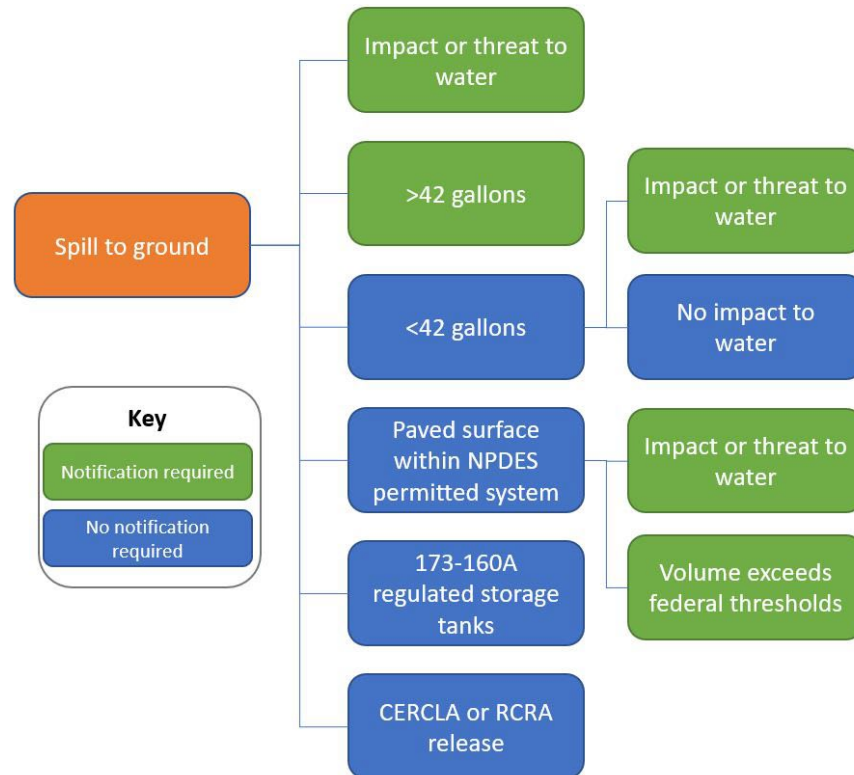 Spill to ground
Impact or threat to
water
>42 gallons
<42 gallons
Impact or threat to
water
No impact to
water
Paved surface
within NPDES
permitted system
Impact or threat to
water
Volume exceeds
federal thresholds
173-160A
regulated storage
tanks
CERCLA or RCRA
release
Key
Notification required
No notification
required